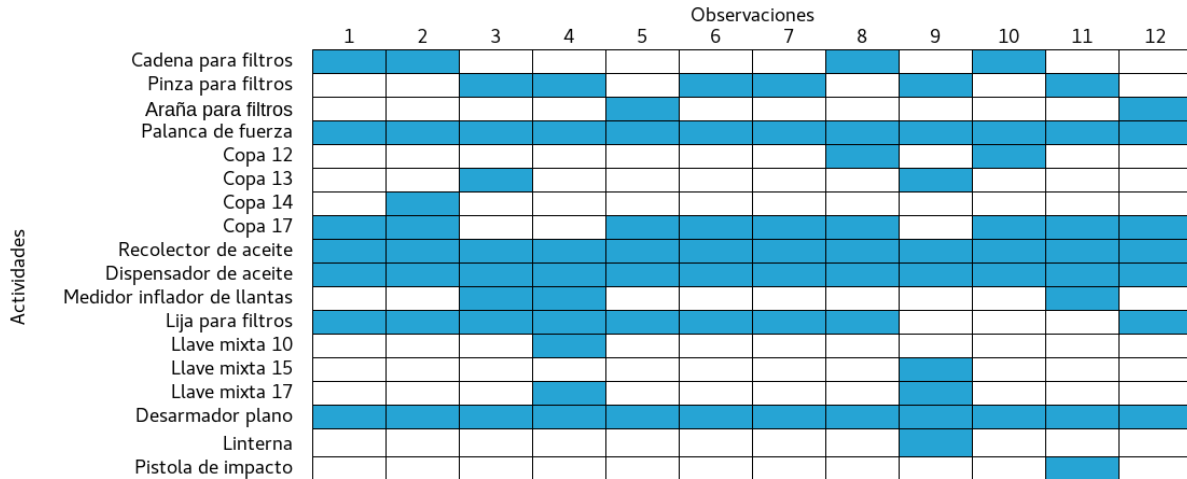 Observaciones
1 2 3 4 5 6 7 8 9 10 11 12
Actividades
Cadena para filtros
Pinza para filtros
Araña para filtros
Palanca de fuerza
Copa 12
Copa 13
Copa 14
Copa 17
Recolector de aceite
Dispensador de aceite
Medidor inflador de llantas
Lija para filtros
Llave mixta 10
Llave mixta 15
Llave mixta 17
Desarmador plano
Linterna
Pistola de impacto